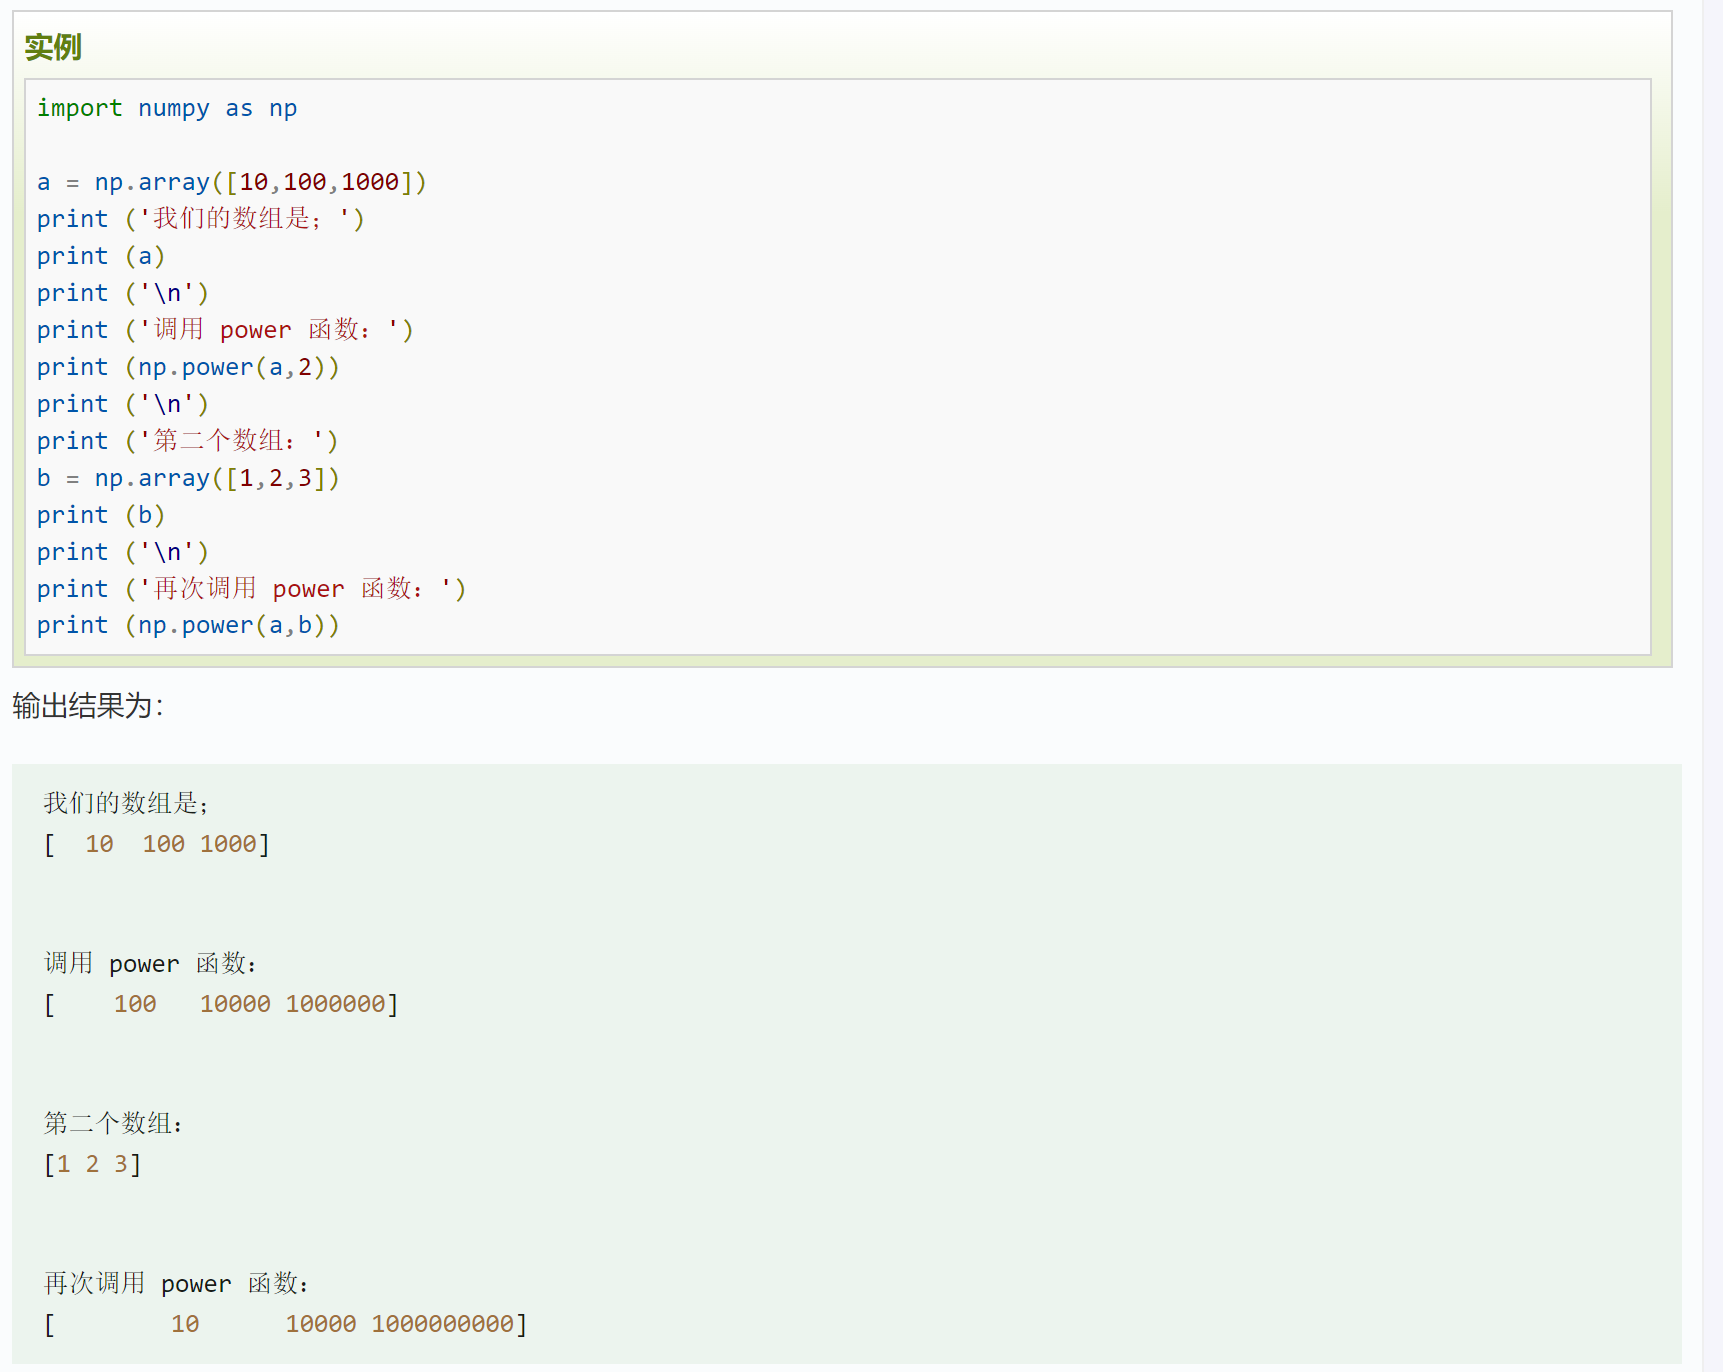 实例
import numpy as np
a = np.array([10,100,1000])
print ('我们的数组是；')
print (a)
print ('\n')
print ('调用 power 函数：')
print (np.power(a,2))
print ('\n')
print ('第二个数组：')
b = np.array([1,2,3])
print (b)
print ('\n')
print ('再次调用 power 函数：')
print (np.power(a,b))
输出结果为：
我们的数组是；
[  10  100 1000]
调用 power 函数：
[    100   10000 1000000]
第二个数组：
[1 2 3]
再次调用 power 函数：
[        10      10000 1000000000]